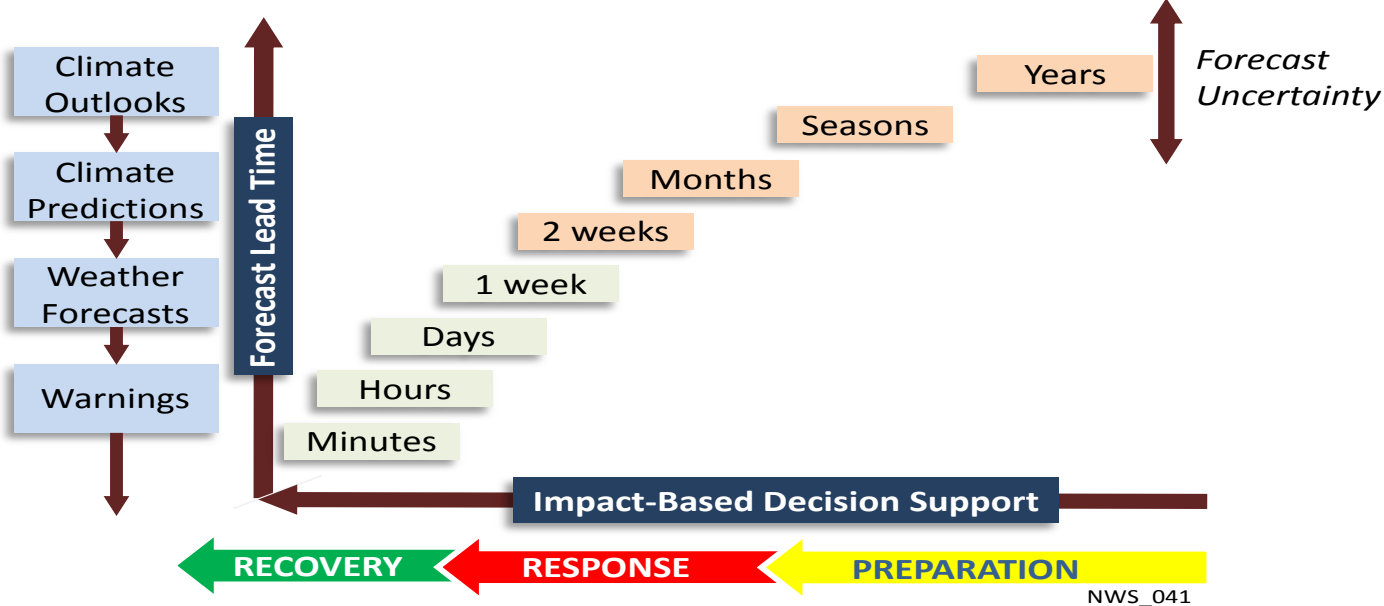 Climate
Outlooks
Climate
Predictions
Weather
Forecasts
Warnings
Forecast Lead Time
Years
Seasons
Months
2 weeks
1 week
Days
Hours
Minutes
Forecast
Uncertainty
Impact-Based Decision Support
RECOVERY
RESPONSE
PREPARATION
NWS_041